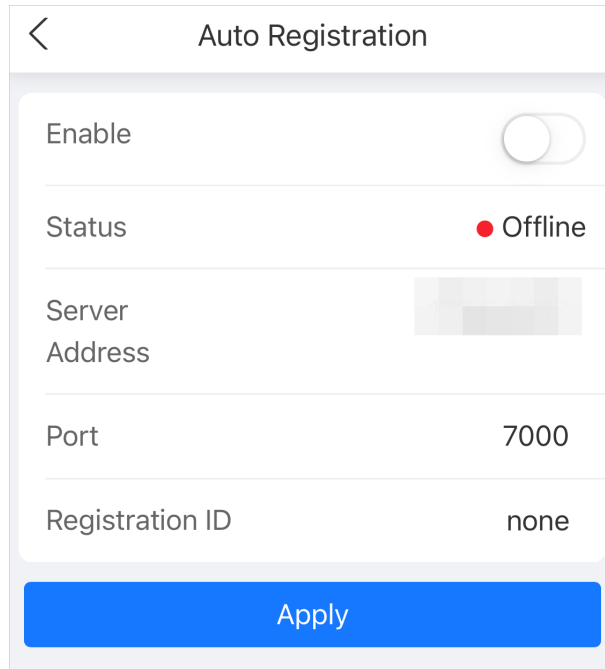 Auto Registration
Enable
Status
Offline
Server
Address
Port
7000
Registration ID
none
Apply